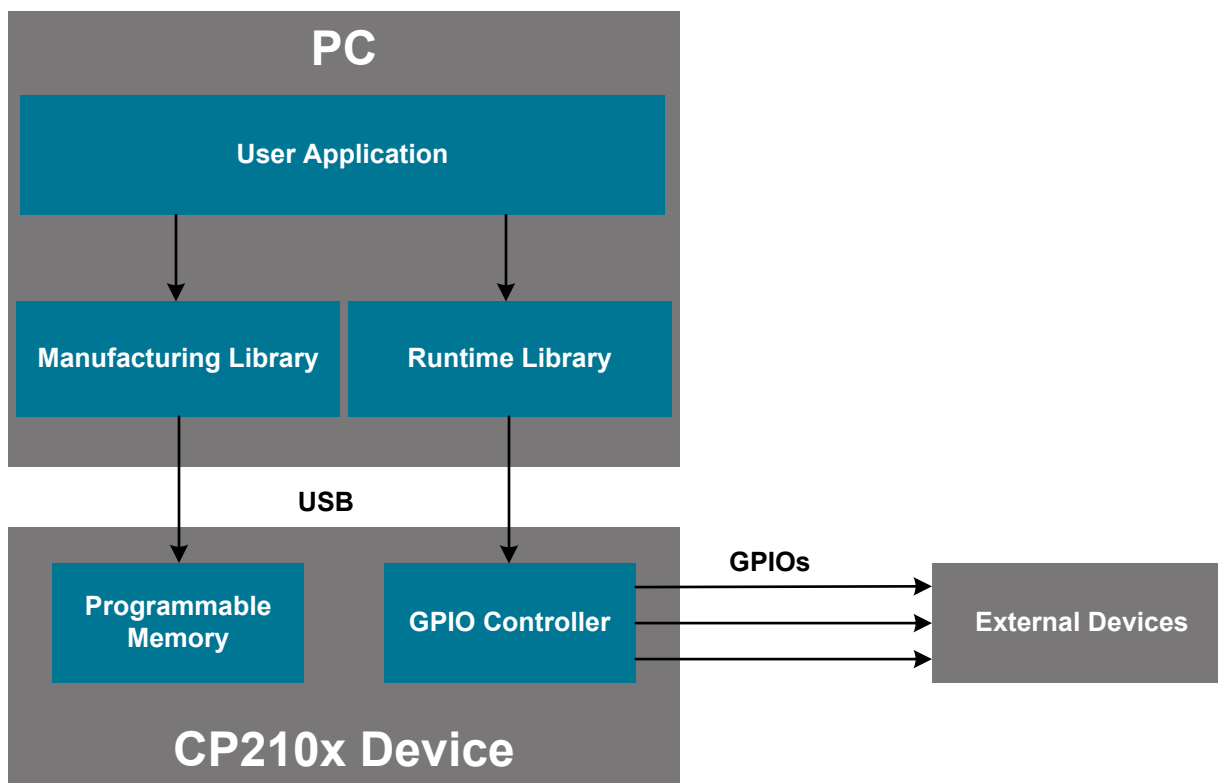 PC
User Application
Manufacturing Library
Runtime Library
USB
GPIOs
Programmable
Memory
GPIO Controller
External Devices
CP210x Device